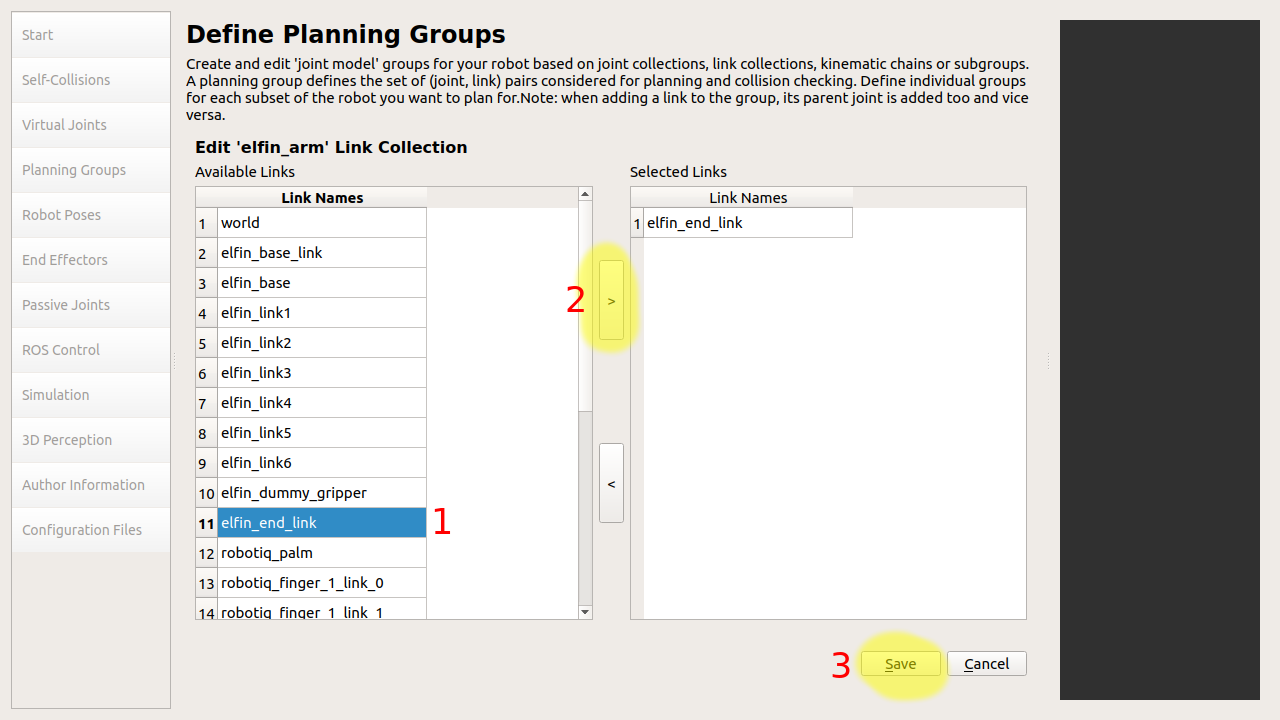 Start
Self-Collisions
Virtual Joints
Planning Groups
Robot Poses
End Effectors
Passive Joints
ROS Control
Simulation
3D Perception
Author Information
Configuration Files
Define Planning Groups
Create and edit 'joint model' groups for your robot based on joint collections, link collections, kinematic chains or subgroups.
A planning group defines the set of (joint, link) pairs considered for planning and collision checking. Define individual groups
for each subset of the robot you want to plan for.Note: when adding a link to the group, its parent joint is added too and vice
versa.
Edit 'elfin_arm' Link Collection
Available Links
Link Names
1 world
2 elfin_base_link
3 elfin_base
4 elfin_link1
5 elfin_link2
6 elfin_link3
7 elfin_link4
8 elfin_link5
9 elfin_link6
10 elfin_dummy_gripper
11 elfin_end_link
12 robotiq_palm
13 robotiq_finger_1_link_0
14 robotiq_finger_1_link_1
1
2
>
<
Selected Links
Link Names
1 elfin_end_link
3
Save
Cancel